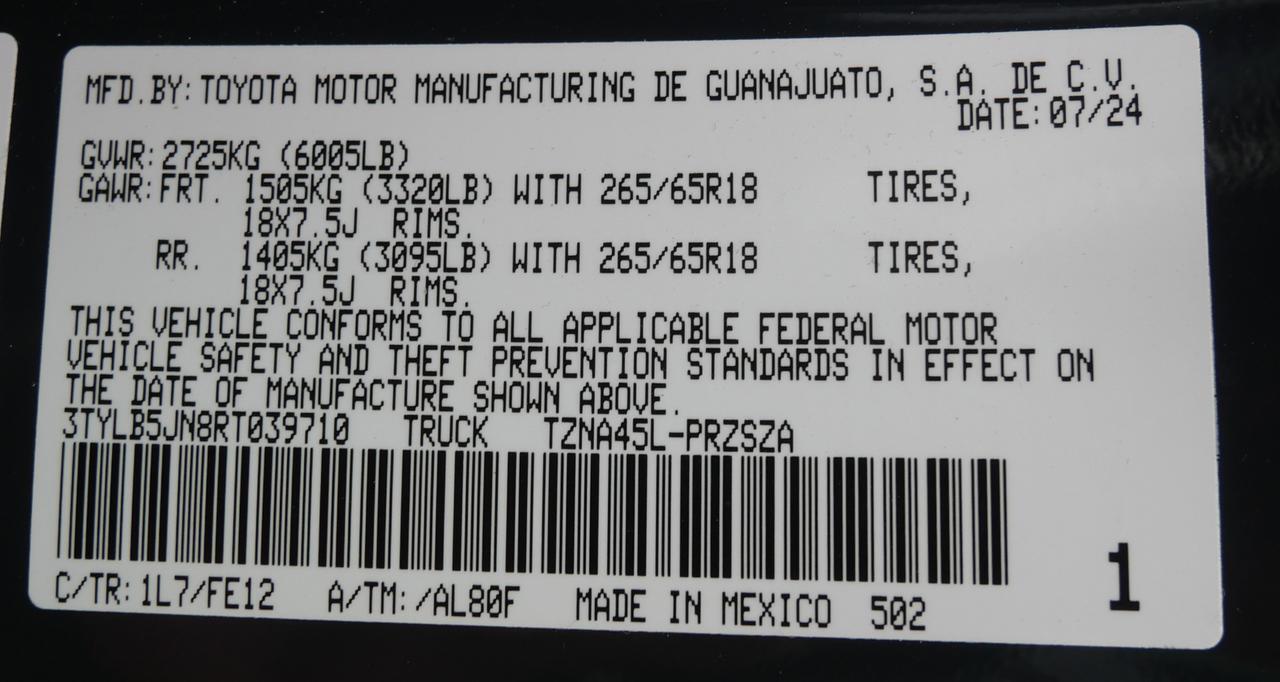 MFD.BY: TOYOTA MOTOR MANUFACTURING DE GUANAJUATO, S.A. DE C.V.
DATE: 07/24
GVWR: 2725KG (6005LB)
GAWR: FRT. 1505KG (3320LB) WITH 265/65R18 TIRES,
18X7.5J RIMS.
RR. 1405KG (3095LB) WITH 265/65R18 TIRES,
18X7.5J RIMS.
THIS VEHICLE CONFORMS TO ALL APPLICABLE FEDERAL MOTOR
VEHICLE SAFETY AND THEFT PREVENTION STANDARDS IN EFFECT ON
THE DATE OF MANUFACTURE SHOWN ABOVE.
3TYLB5JN8RT039710 TRUCK TZNA45L-PRZSZA
C/TR: 1L7/FE12 A/TM: /AL80F MADE IN MEXICO 502
1